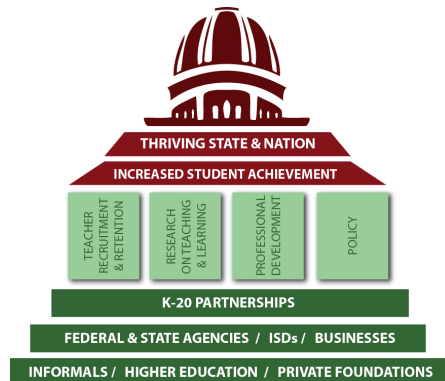 THRIVING STATE & NATION
INCREASED STUDENT ACHIEVEMENT
TEACHER
RECRUITMENT
& RETENTION
RESEARCH
ON TEACHING
& LEARNING
PROFESSIONAL
DEVELOPMENT
POLICY
K-20 PARTNERSHIPS
FEDERAL & STATE AGENCIES / ISDs / BUSINESSES
INFORMALS / HIGHER EDUCATION / PRIVATE FOUNDATIONS